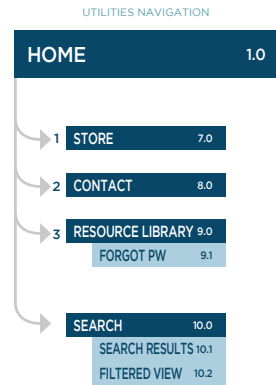 UTILITIES NAVIGATION
HOME 1.0
1 STORE 7.0
2 CONTACT 8.0
3 RESOURCE LIBRARY 9.0
FORGOT PW 9.1
SEARCH 10.0
SEARCH RESULTS 10.1
FILTERED VIEW 10.2